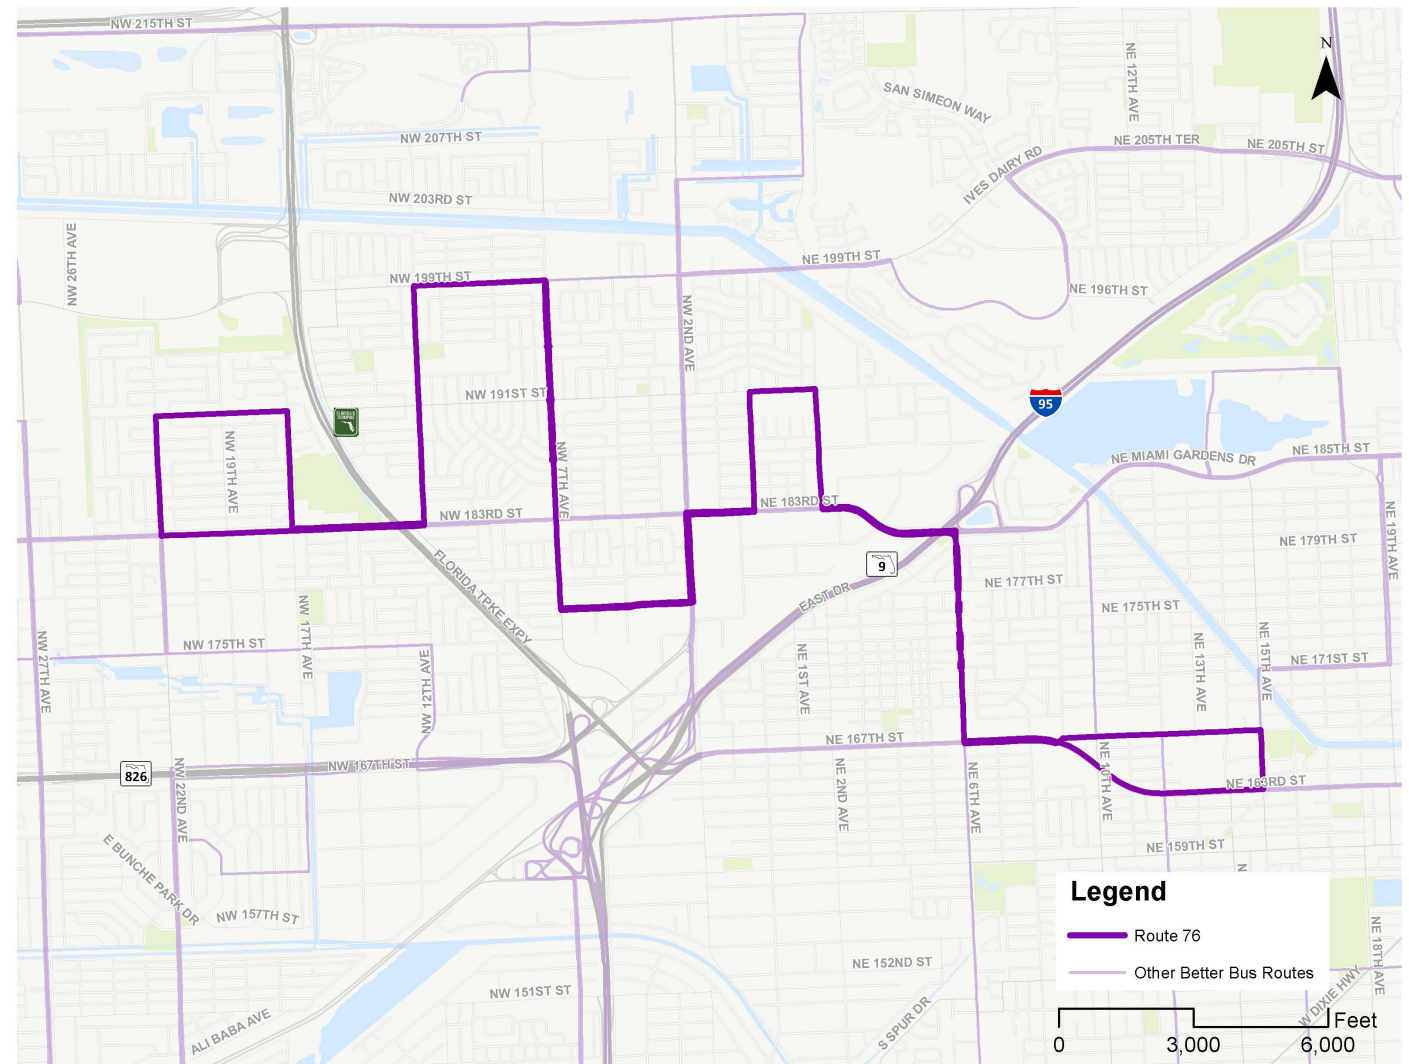 NW 215TH ST
N
NE 12TH AVE
SAN SIMEON WAY
NW 207TH ST
NE 205TH TER
NE 205TH ST
IVES DAIRY RD
NW 203RD ST
NW 26TH AVE
NE 199TH ST
NW 199TH ST
NE 196TH ST
NW 2ND AVE
NW 191ST ST
95
NW 19TH AVE
NW 7TH AVE
NE MIAMI GARDENS DR
NE 185TH ST
NE 183RD ST
NW 183RD ST
NE 19TH AVE
NE 179TH ST
FLORIDA TPKE EXPY
9
NE 177TH ST
EAST DR
NE 175TH ST
NW 17TH AVE
NW 175TH ST
NW 27TH AVE
NW 12TH AVE
NE 1ST AVE
NE 13TH AVE
NE 15TH AVE
NE 171ST ST
NE 167TH ST
NW 167TH ST
826
NW 22ND AVE
NE 2ND AVE
NE 6TH AVE
NE 10TH AVE
NE 163RD ST
NE 159TH ST
E BUNCHE PARK DR
NW 157TH ST
NE 18TH AVE
NE 152ND ST
NW 151ST ST
ALI BABA AVE
S SPUR DR
W DIXIE HWY
Legend
Route 76
Other Better Bus Routes
Feet
0 3,000 6,000